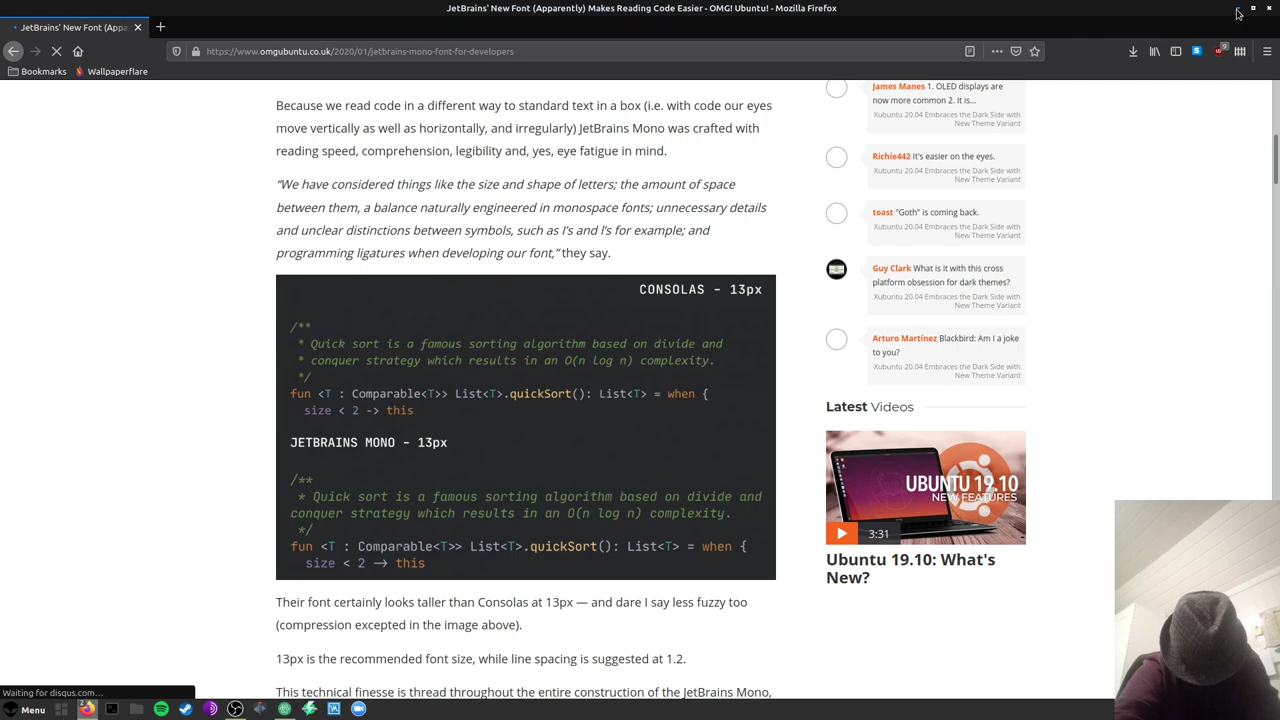 JetBrains' New Font (Apparently) Makes Reading Code Easier - OMG! Ubuntu! - Mozilla Firefox
JetBrains' New Font (Appa
https://www.omgubuntu.co.uk/2020/01/jetbrains-mono-font-for-developers
9
Bookmarks
Wallpaperflare
Because we read code in a different way to standard text in a box (i.e. with code our eyes
move vertically as well as horizontally, and irregularly) JetBrains Mono was crafted with
reading speed, comprehension, legibility and, yes, eye fatigue in mind.
“We have considered things like the size and shape of letters; the amount of space
between them, a balance naturally engineered in monospace fonts; unnecessary details
and unclear distinctions between symbols, such as I’s and l’s for example; and
programming ligatures when developing our font,” they say.
CONSOLAS - 13px
/**
* Quick sort is a famous sorting algorithm based on divide and
* conquer strategy which results in an O(n log n) complexity.
*/
fun <T : Comparable<T>> List<T>.quickSort(): List<T> = when {
size < 2 -> this
JETBRAINS MONO - 13px
/**
* Quick sort is a famous sorting algorithm based on divide and
conquer strategy which results in an O(n log n) complexity.
*/
fun <T : Comparable<T>> List<T>.quickSort(): List<T> = when {
size < 2 → this
Their font certainly looks taller than Consolas at 13px — and dare I say less fuzzy too
(compression excepted in the image above).
13px is the recommended font size, while line spacing is suggested at 1.2.
This technical finesse is thread throughout the entire construction of the JetBrains Mono,
James Manes 1. OLED displays are
now more common 2. It is...
Xubuntu 20.04 Embraces the Dark Side with
New Theme Variant
Richie442 It's easier on the eyes.
Xubuntu 20.04 Embraces the Dark Side with
New Theme Variant
toast "Goth" is coming back.
Xubuntu 20.04 Embraces the Dark Side with
New Theme Variant
Guy Clark What is it with this cross
platform obsession for dark themes?
Xubuntu 20.04 Embraces the Dark Side with
New Theme Variant
Arturo Martínez Blackbird: Am I a joke
to you?
Xubuntu 20.04 Embraces the Dark Side with
New Theme Variant
Latest Videos
UBUNTU 19.10
NEW FEATURES
3:31
Ubuntu 19.10: What's
New?
Waiting for disqus.com…
Menu
2